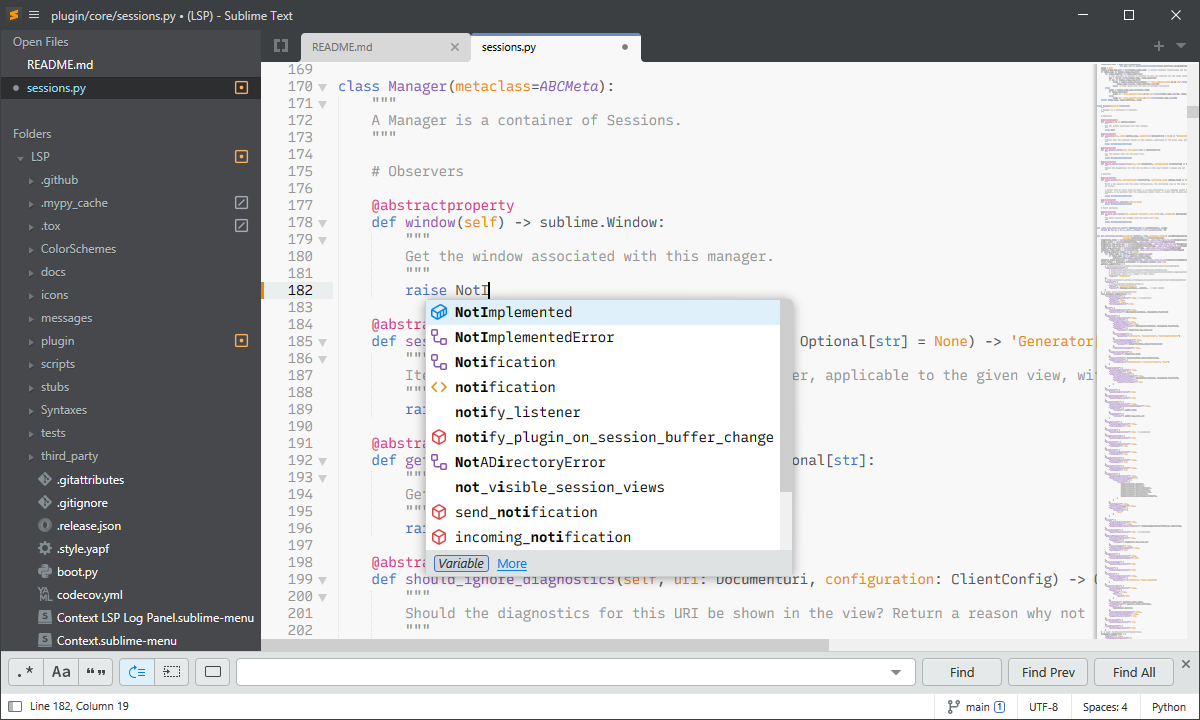 plugin/core/sessions.py • (LSP) - Sublime Text
Open Files
README.md
sessions.py
Folders
LSP
.github
.mypy_cache
.tox
ColorSchemes
docs
icons
messages
plugin
scripts
stubs
Syntaxes
tests
third_party
.gitattributes
.gitignore
.release.json
.style.yapf
boot.py
codecov.yml
Context LSP Log Panel.sublime-menu
Context.sublime-menu
README.md
sessions.py
169
170 class Manager(metaclass=ABCMeta):
171 """
172 A Manager is a container of Sessions.
173 """
174
175 # Observers
176
177 @abstractproperty
178 def window(self) -> sublime.Window:
179 """
180 Get the window associated with this manager.
181 """
182 raise NotI
183
184 @abstra
185 def se Optional[str] = None) -> 'Generator
186 """
187 Ite er, applicable to the given view, wi
188 """
189 rai
190
191 @abstra
192 def ge onal[str]:
193 """
194 Ge
195 """
196 rai
197
198 @abstra
199 def should_ignore_diagnostics(self, uri: DocumentUri, configuration: ClientConfig) ->
200 """
201 Should the diagnostics for this URI be shown in the view? Return a reason why not
202 """
NotImplemented
NotImplementedError
Notification
notification
notify_listener
notify_plugin_on_session_buffer_change
NotADirectoryError
not_visible_session_views
send_notification
incoming_notification
Variable More
.* Aa “” Find Find Prev Find All
Line 182, Column 19 main 1 UTF-8 Spaces: 4 Python